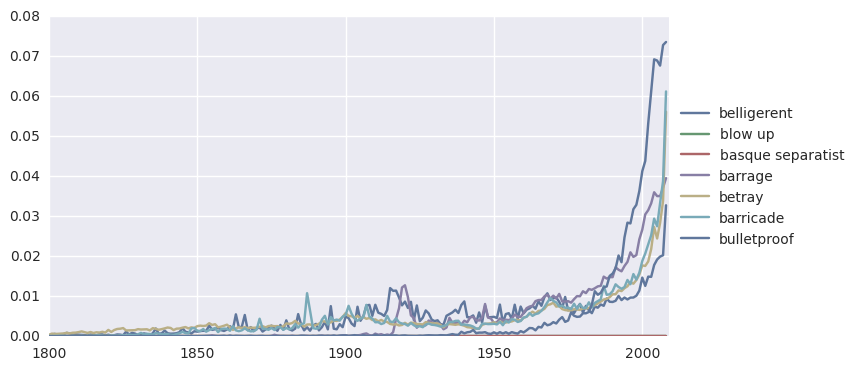 0.08
0.07
0.06
0.05
0.04
0.03
0.02
0.01
0.00
1800 1850 1900 1950 2000
belligerent
blow up
basque separatist
barrage
betray
barricade
bulletproof